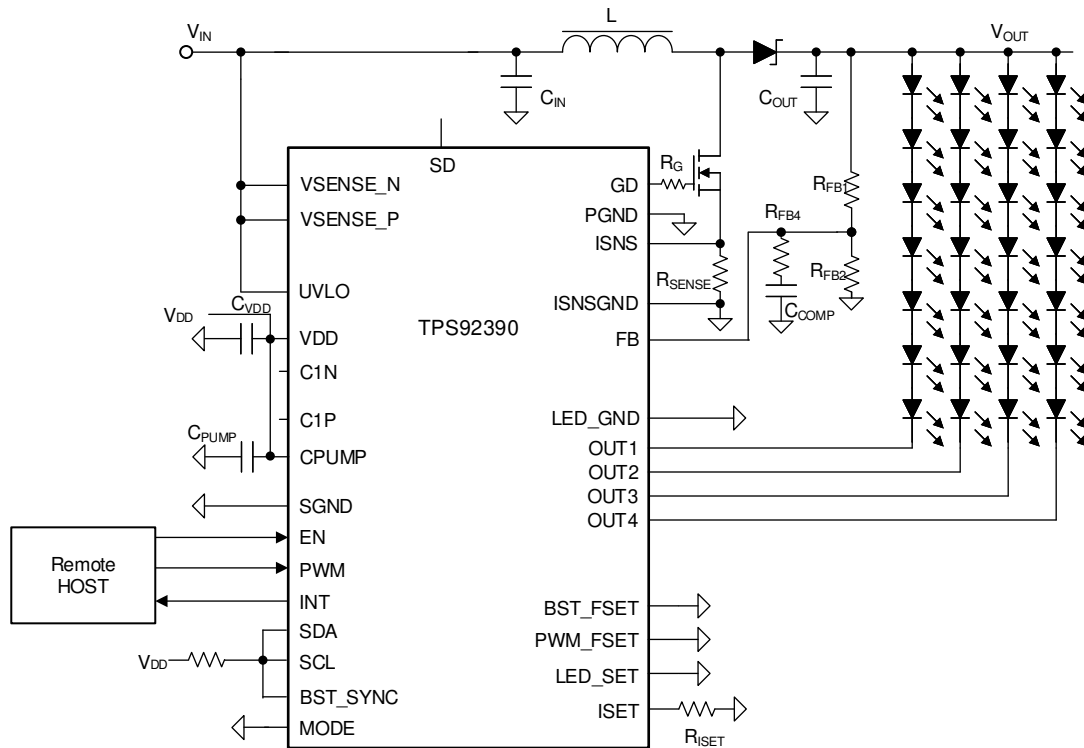 L
VIN
VOUT
CIN
COUT
SD
RG
VSENSE_N
GD
RFB1
VSENSE_P
PGND
RFB4
ISNS
RSENSE
RFB2
UVLO
ISNSGND
CCOMP
CVDD
VDD
TPS92390
VDD
FB
C1N
C1P
LED_GND
CPUMP
OUT1
CPUMP
OUT2
OUT3
SGND
OUT4
EN
Remote
HOST
PWM
INT
BST_FSET
SDA
PWM_FSET
VDD
SCL
LED_SET
BST_SYNC
ISET
MODE
RISET